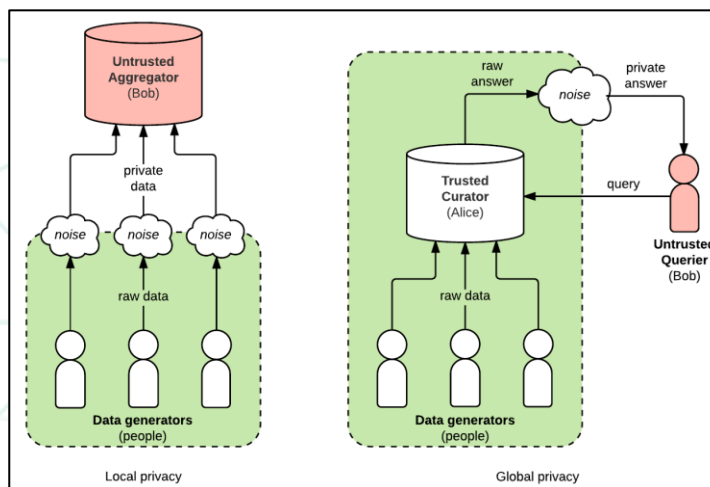 Untrusted
Aggregator
(Bob)
private
data
noise
noise
noise
raw data
Data generators
(people)
Local privacy
raw
answer
noise
private
answer
Trusted
Curator
(Alice)
query
Untrusted
Querier
(Bob)
raw data
Data generators
(people)
Global privacy